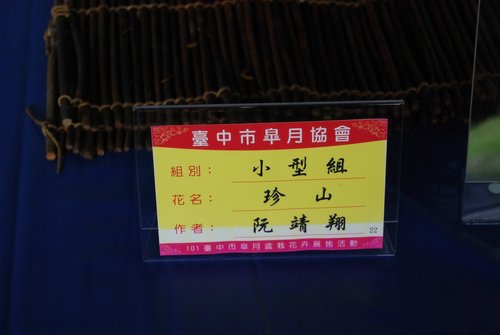 臺中市皐月協會
組別：小型組
花名：珍山
作者：阮靖翔
22
101臺中市皐月盆栽花卉展售活動